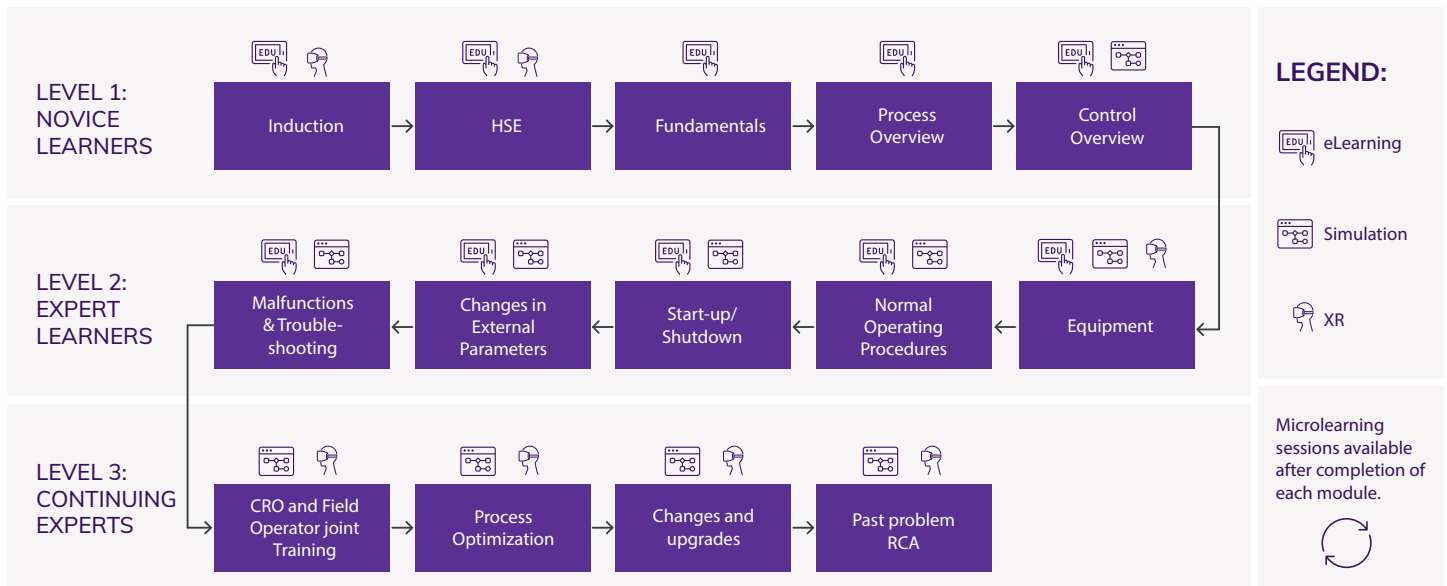 LEVEL 1:
NOVICE
LEARNERS
EDU
EDU
EDU
EDU
EDU
Induction
HSE
Fundamentals
Process
Overview
Control
Overview
LEVEL 2:
EXPERT
LEARNERS
EDU
EDU
EDU
EDU
EDU
Malfunctions
& Trouble-
shooting
Changes in
External
Parameters
Start-up/
Shutdown
Normal
Operating
Procedures
Equipment
LEVEL 3:
CONTINUING
EXPERTS
CRO and Field
Operator joint
Training
Process
Optimization
Changes and
upgrades
Past problem
RCA
LEGEND:
EDU
eLearning
Simulation
XR
Microlearning
sessions available
after completion of
each module.